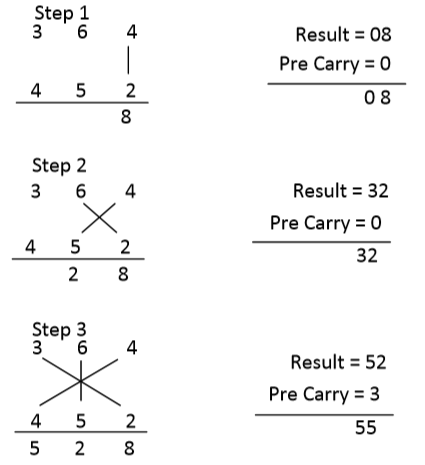 Step 1
3 6 4
4 5 2
8
Result = 08
Pre Carry = 0
0 8
Step 2
3 6 4
4 5 2
2 8
Result = 32
Pre Carry = 0
32
Step 3
3 6 4
4 5 2
5 2 8
Result = 52
Pre Carry = 3
55